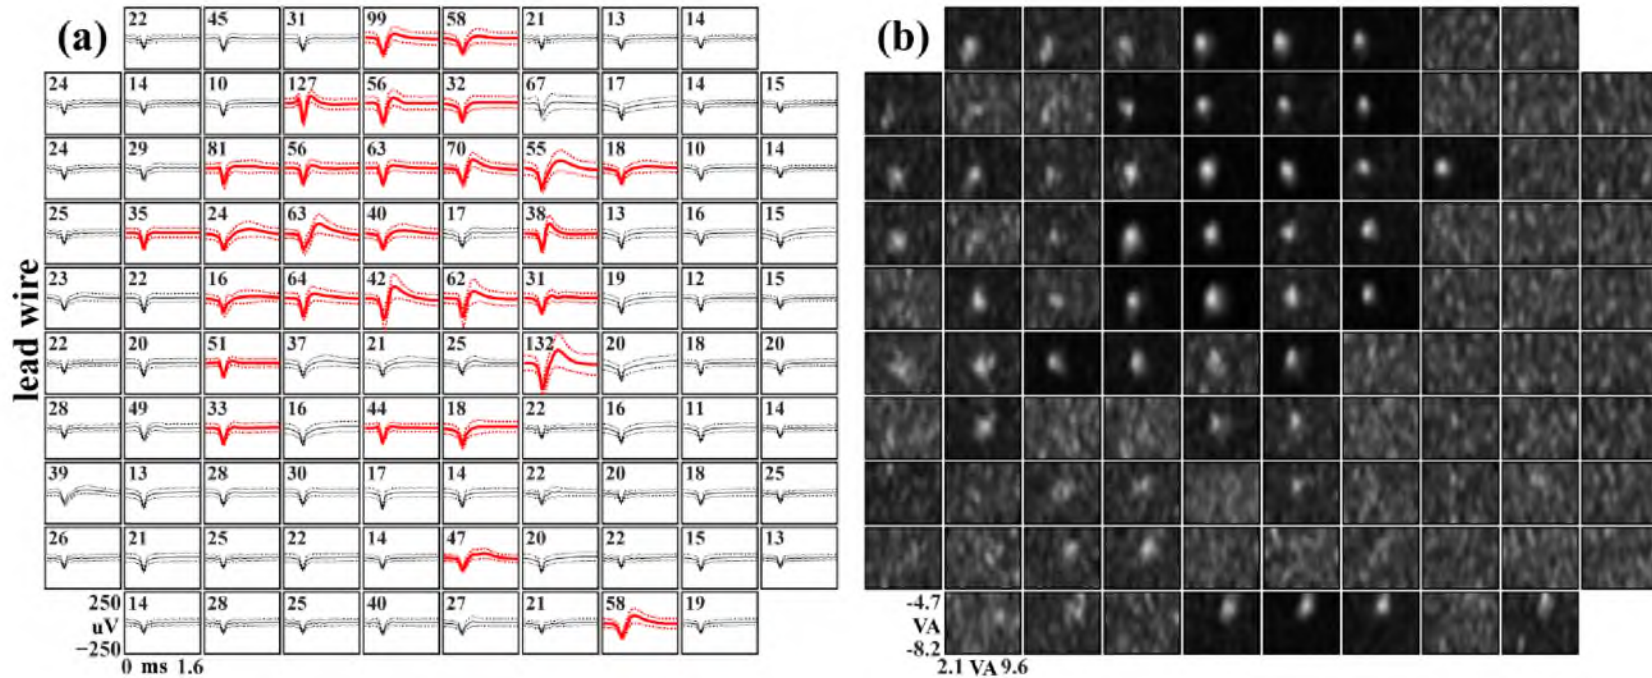 (a)
22 45 31 99 58 21 13 14
24 14 10 127 56 32 67 17 14 15
24 29 81 56 63 70 55 18 10 14
25 35 24 63 40 17 38 13 16 15
23 22 16 64 42 62 31 19 12 15
22 20 51 37 21 25 132 20 18 20
28 49 33 16 44 18 22 16 11 14
39 13 28 30 17 14 22 20 18 25
26 21 25 22 14 47 20 22 15 13
14 28 25 40 27 21 58 19
lead wire
250
uV
−250
0 ms 1.6
(b)
-4.7
VA
-8.2
2.1 VA 9.6